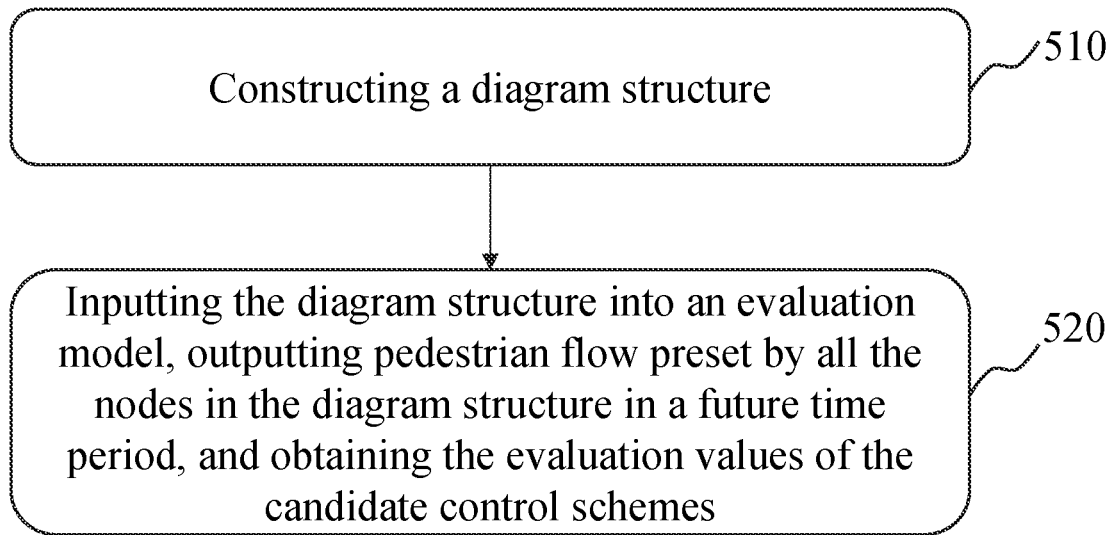 Constructing a diagram structure
510
Inputting the diagram structure into an evaluation
model, outputting pedestrian flow preset by all the
nodes in the diagram structure in a future time
period, and obtaining the evaluation values of the
candidate control schemes
520